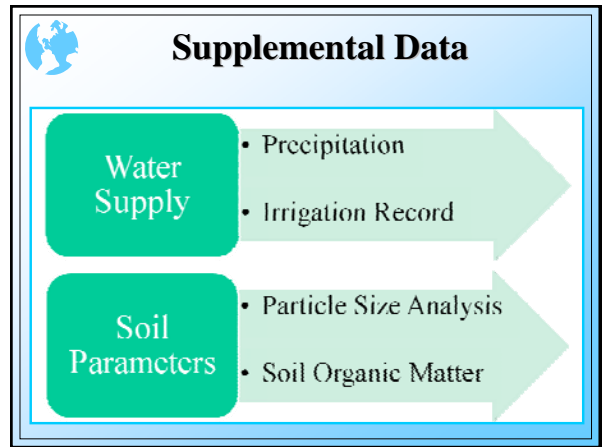 Supplemental Data
Water
Supply
• Precipitation
• Irrigation Record
Soil
Parameters
• Particle Size Analysis
• Soil Organic Matter